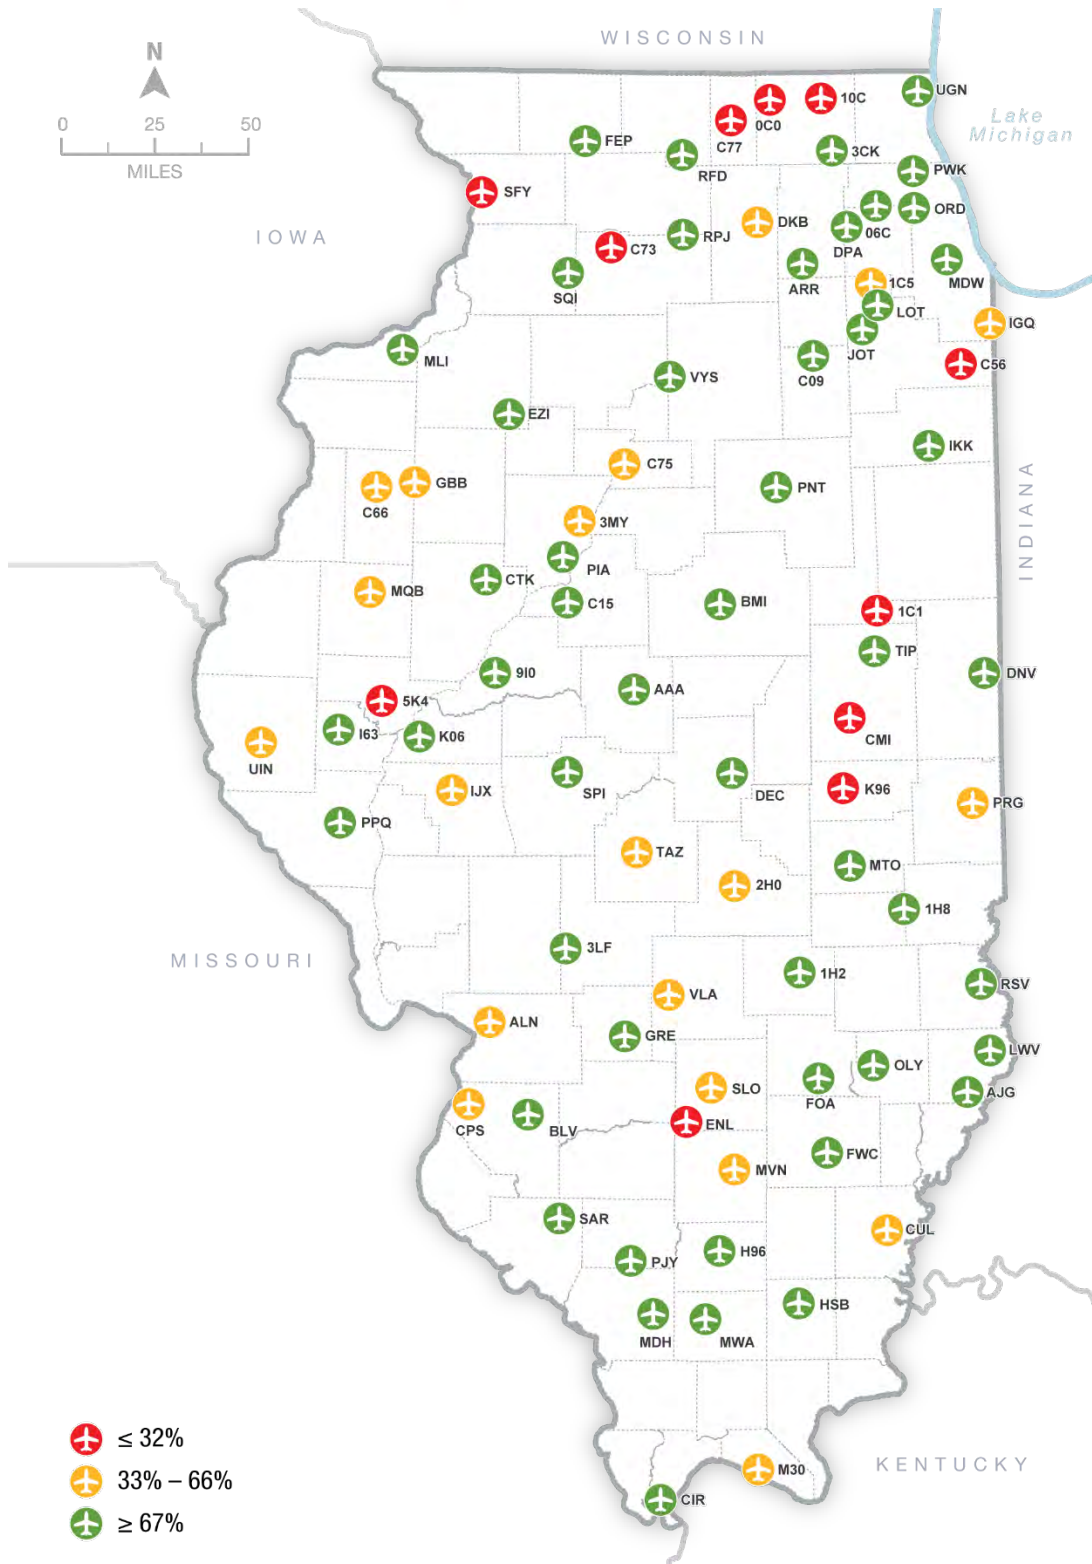 WISCONSIN
N
0 25 50
MILES
Lake
Michigan
IOWA
UGN
10C
0C0
C77
FEP
RFD
3CK
PWK
SFY
DKB
ORD
06C
RPJ
DPA
C73
SQI
ARR
MDW
1C5
LOT
IGQ
JOT
MLI
C09
C56
VYS
EZI
IKK
C75
GBB
C66
PNT
INDIANA
3MY
PIA
CTK
MQB
C15
BMI
1C1
TIP
9I0
DNV
AAA
5K4
I63
K06
CMI
UIN
SPI
DEC
IJX
K96
PRG
PPQ
TAZ
MTO
2H0
1H8
3LF
MISSOURI
1H2
RSV
VLA
ALN
GRE
LWV
OLY
SLO
FOA
AJG
CPS
BLV
ENL
FWC
MVN
SAR
CUL
H96
PJY
HSB
MDH
MWA
≤ 32%
33% – 66%
≥ 67%
KENTUCKY
M30
CIR